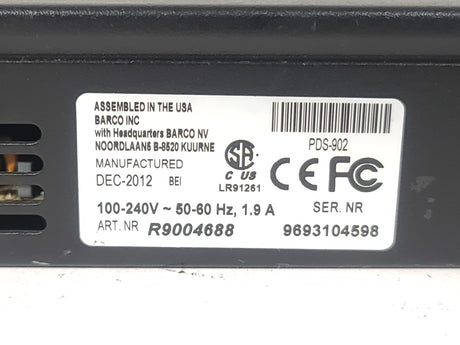 ASSEMBLED IN THE USA
BARCO INC
with Headquarters BARCO NV
NOORDLAAN5 B-8520 KUURNE
MANUFACTURED
DEC-2012 BEI
SA
C US
LR91261
PDS-902
CE FC
100-240V ~ 50-60 Hz, 1.9 A
SER. NR
ART. NR R9004688
9693104598